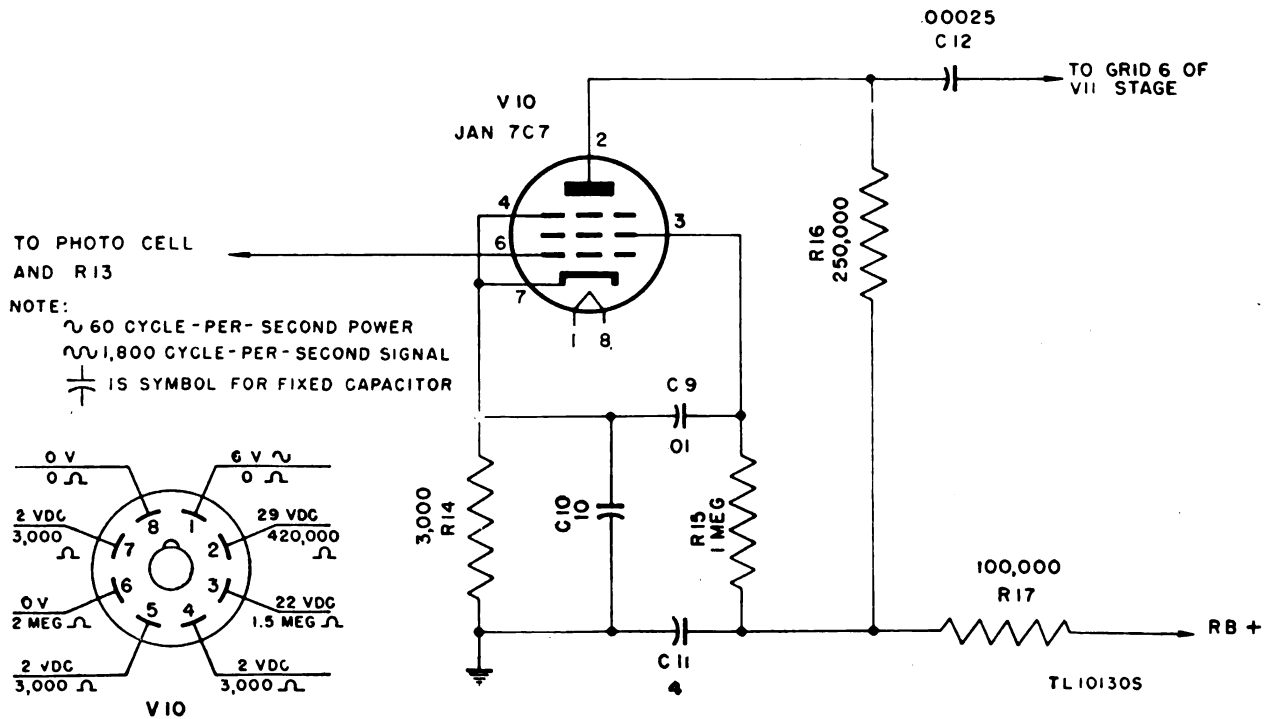 .00025
C12
TO GRID 6 OF
V11 STAGE
V10
JAN 7C7
2
4
3
6
7
1 8
TO PHOTO CELL
AND R13
R16
250,000
NOTE:
∿ 60 CYCLE-PER-SECOND POWER
∿∿ 1,800 CYCLE-PER-SECOND SIGNAL
IS SYMBOL FOR FIXED CAPACITOR
C9
01
3,000
R14
C10
10
R15
1 MEG
C11
4
100,000
R17
RB+
TL10130S
0 V
0 Ω
6 V ∿
0 Ω
2 VDC
3,000
Ω
29 VDC
420,000
Ω
8 1
7 2
6 3
5 4
0 V
2 MEG Ω
22 VDC
1.5 MEG Ω
2 VDC
3,000 Ω
2 VDC
3,000 Ω
V10